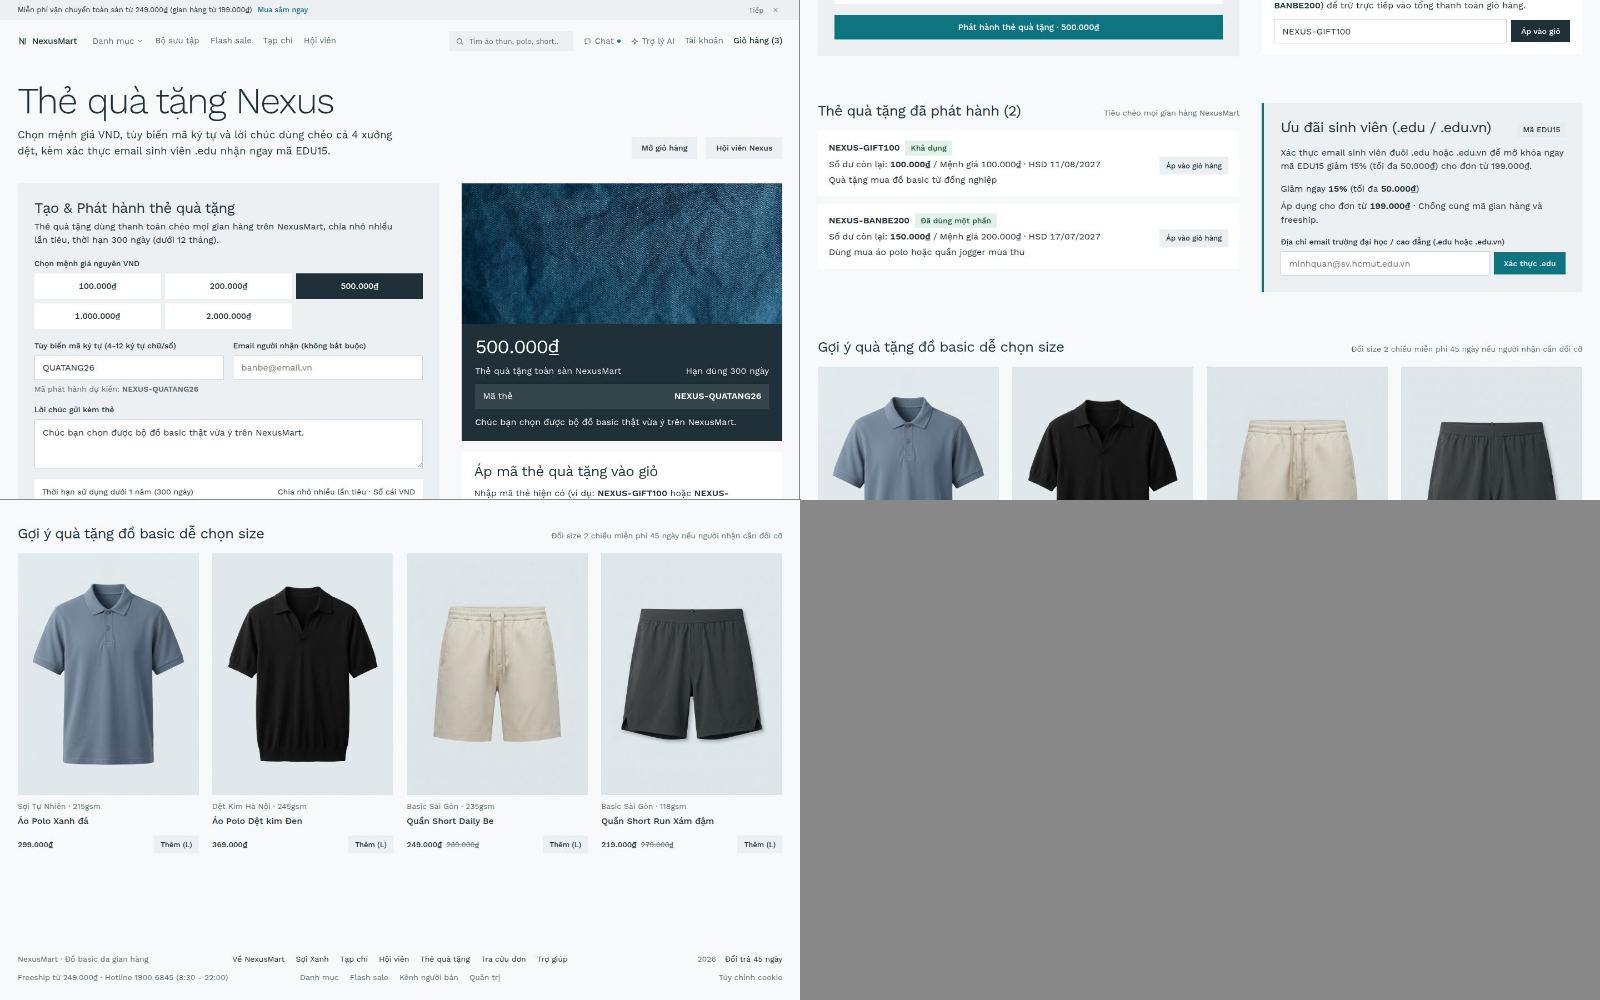 Miễn phí vận chuyển toàn sàn từ 249.000₫ (gian hàng từ 199.000₫) Mua sắm ngay
Tiếp ×
NexusMart Danh mục Bộ sưu tập Flash sale Tạp chí Hội viên
Tìm áo thun, polo, short.. Chat Trợ lý AI Tài khoản Giỏ hàng (3)
Thẻ quà tặng Nexus
Chọn mệnh giá VND, tùy biến mã ký tự và lời chúc dùng chéo cả 4 xưởng
dệt, kèm xác thực email sinh viên .edu nhận ngay mã EDU15.
Mở giỏ hàng Hội viên Nexus
Tạo & Phát hành thẻ quà tặng
Thẻ quà tặng dùng thanh toán chéo mọi gian hàng trên NexusMart, chia nhỏ nhiều
lần tiêu, thời hạn 300 ngày (dưới 12 tháng).
Chọn mệnh giá nguyên VND
100.000₫ 200.000₫ 500.000₫
1.000.000₫ 2.000.000₫
Tùy biến mã ký tự (4-12 ký tự chữ/số) Email người nhận (không bắt buộc)
QUATANG26 banbe@email.vn
Mã phát hành dự kiến: NEXUS-QUATANG26
Lời chúc gửi kèm thẻ
Chúc bạn chọn được bộ đồ basic thật vừa ý trên NexusMart.
Thời hạn sử dụng dưới 1 năm (300 ngày) Chia nhỏ nhiều lần tiêu · Số cái VND
500.000₫
Thẻ quà tặng toàn sàn NexusMart Hạn dùng 300 ngày
Mã thẻ NEXUS-QUATANG26
Chúc bạn chọn được bộ đồ basic thật vừa ý trên NexusMart.
Áp mã thẻ quà tặng vào giỏ
Nhập mã thẻ hiện có (ví dụ: NEXUS-GIFT100 hoặc NEXUS-
Phát hành thẻ quà tặng · 500.000₫
BANBE200) để trừ trực tiếp vào tổng thanh toán giỏ hàng.
NEXUS-GIFT100 Áp vào giỏ
Thẻ quà tặng đã phát hành (2) Tiêu chéo mọi gian hàng NexusMart
NEXUS-GIFT100 Khả dụng
Số dư còn lại: 100.000₫ / Mệnh giá 100.000₫ · HSD 11/08/2027
Quà tặng mua đồ basic từ đồng nghiệp
Áp vào giỏ hàng
NEXUS-BANBE200 Đã dùng một phần
Số dư còn lại: 150.000₫ / Mệnh giá 200.000₫ · HSD 17/07/2027
Dùng mua áo polo hoặc quần jogger mùa thu
Áp vào giỏ hàng
Ưu đãi sinh viên (.edu / .edu.vn) Mã EDU15
Xác thực email sinh viên đuôi .edu hoặc .edu.vn để mở khóa ngay
mã EDU15 giảm 15% (tối đa 50.000₫) cho đơn từ 199.000₫.
Giảm ngay 15% (tối đa 50.000₫)
Áp dụng cho đơn từ 199.000₫ · Chồng cùng mã gian hàng và
freeship.
Địa chỉ email trường đại học / cao đẳng (.edu hoặc .edu.vn)
minhquan@sv.hcmut.edu.vn Xác thực .edu
Gợi ý quà tặng đồ basic dễ chọn size Đổi size 2 chiều miễn phí 45 ngày nếu người nhận cần đổi cỡ
Gợi ý quà tặng đồ basic dễ chọn size Đổi size 2 chiều miễn phí 45 ngày nếu người nhận cần đổi cỡ
Sợi Tự Nhiên · 215gsm
Áo Polo Xanh đá
299.000₫ Thêm (L)
Dệt Kim Hà Nội · 245gsm
Áo Polo Dệt kim Đen
369.000₫ Thêm (L)
Basic Sài Gòn · 235gsm
Quần Short Daily Be
249.000₫ 289.000₫ Thêm (L)
Basic Sài Gòn · 118gsm
Quần Short Run Xám đậm
219.000₫ 279.000₫ Thêm (L)
NexusMart · Đồ basic đa gian hàng Về NexusMart Sợi Xanh Tạp chí Hội viên Thẻ quà tặng Tra cứu đơn Trợ giúp 2026 Đổi trả 45 ngày
Freeship từ 249.000₫ · Hotline 1900 6845 (8:30 - 22:00) Danh mục Flash sale Kênh người bán Quản trị Tùy chỉnh cookie